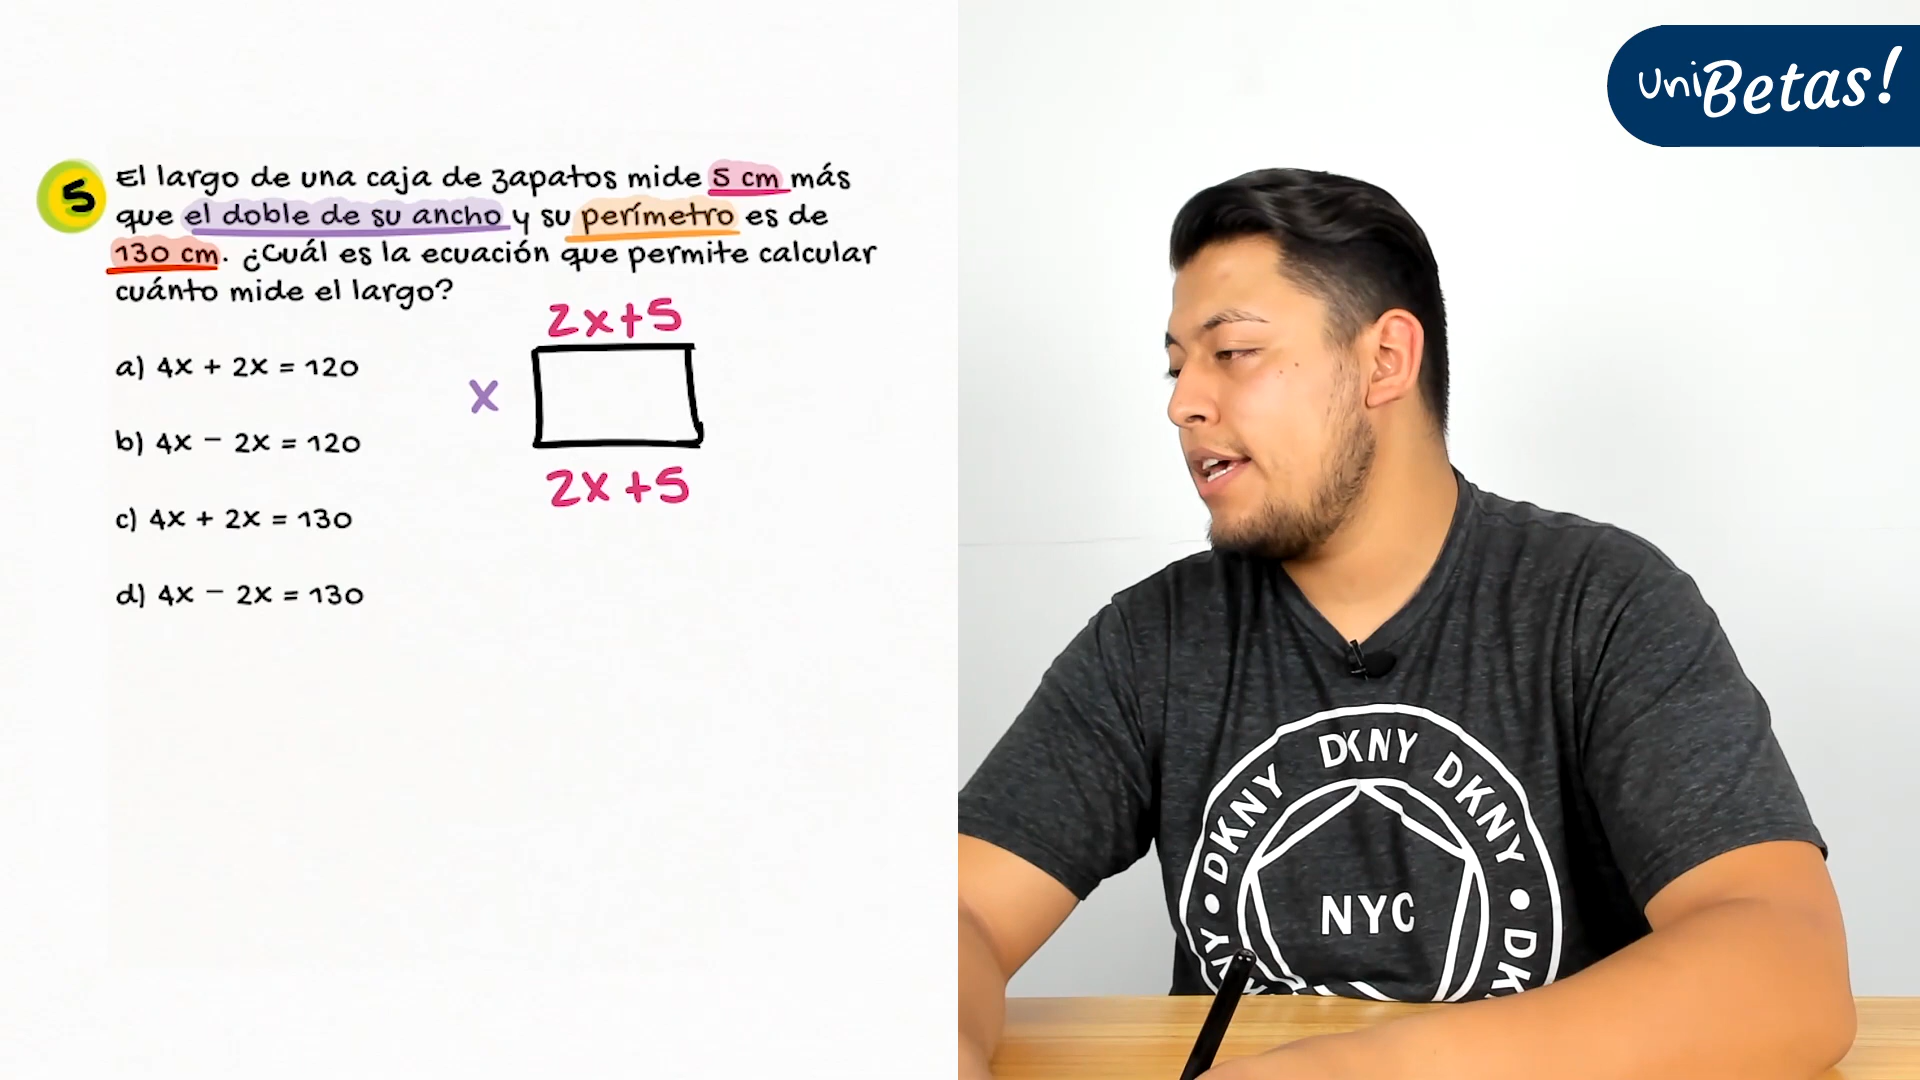 5
El largo de una caja de zapatos mide 5 cm más
que el doble de su ancho y su perímetro es de
130 cm. ¿Cuál es la ecuación que permite calcular
cuánto mide el largo?
2x+5
a) 4x + 2x = 120
x
b) 4x - 2x = 120
2x+5
c) 4x + 2x = 130
d) 4x - 2x = 130
UniBetas!
DKNY DKNY DKNY
NYC